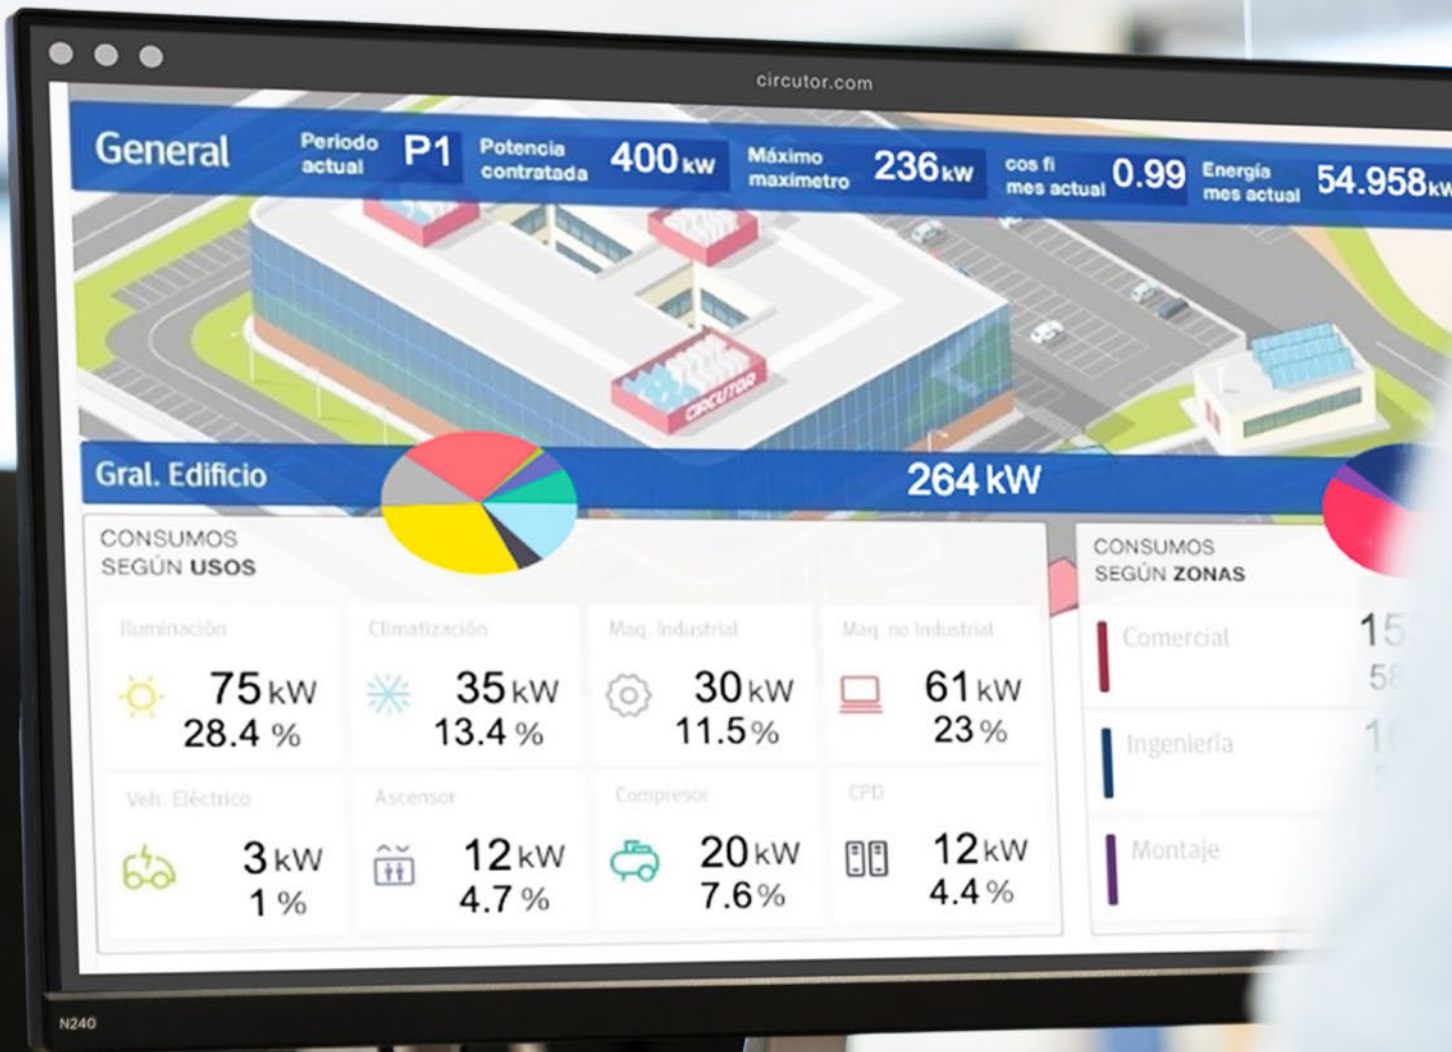 circutor.com
General
Periodo actual
P1
Potencia contratada
400 kW
Máximo maxímetro
236 kW
cos fi mes actual
0.99
Energía mes actual
54.958
CIRCUTOR
Gral. Edificio
264 kW
CONSUMOS
SEGÚN USOS
Iluminación
75 kW
28.4 %
Climatización
35 kW
13.4 %
Maq. Industrial
30 kW
11.5 %
Maq. no Industrial
61 kW
23 %
Veh. Eléctrico
3 kW
1 %
Ascensor
12 kW
4.7 %
Compresor
20 kW
7.6 %
CPD
12 kW
4.4 %
CONSUMOS
SEGÚN ZONAS
Comercial
Ingeniería
Montaje
N240